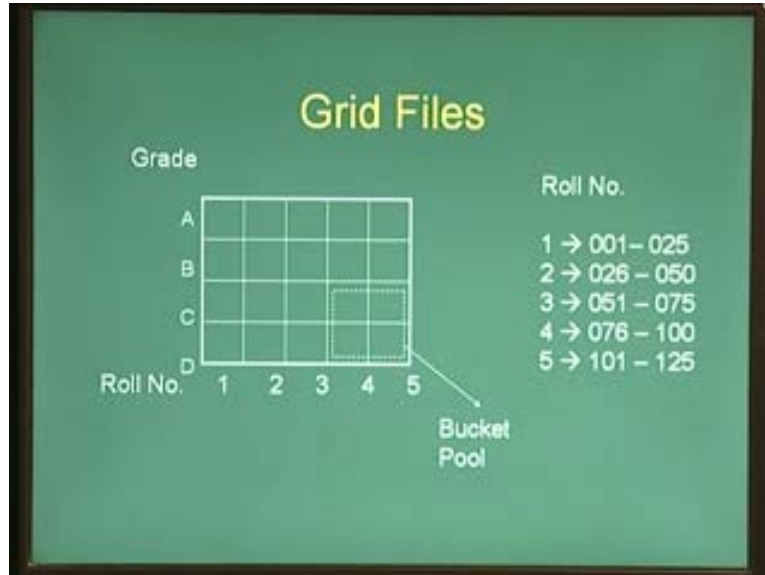 Grid Files
Grade
A
B
C
D
Roll No. 1 2 3 4 5
Bucket
Pool
Roll No.
1 → 001 – 025
2 → 026 – 050
3 → 051 – 075
4 → 076 – 100
5 → 101 – 125